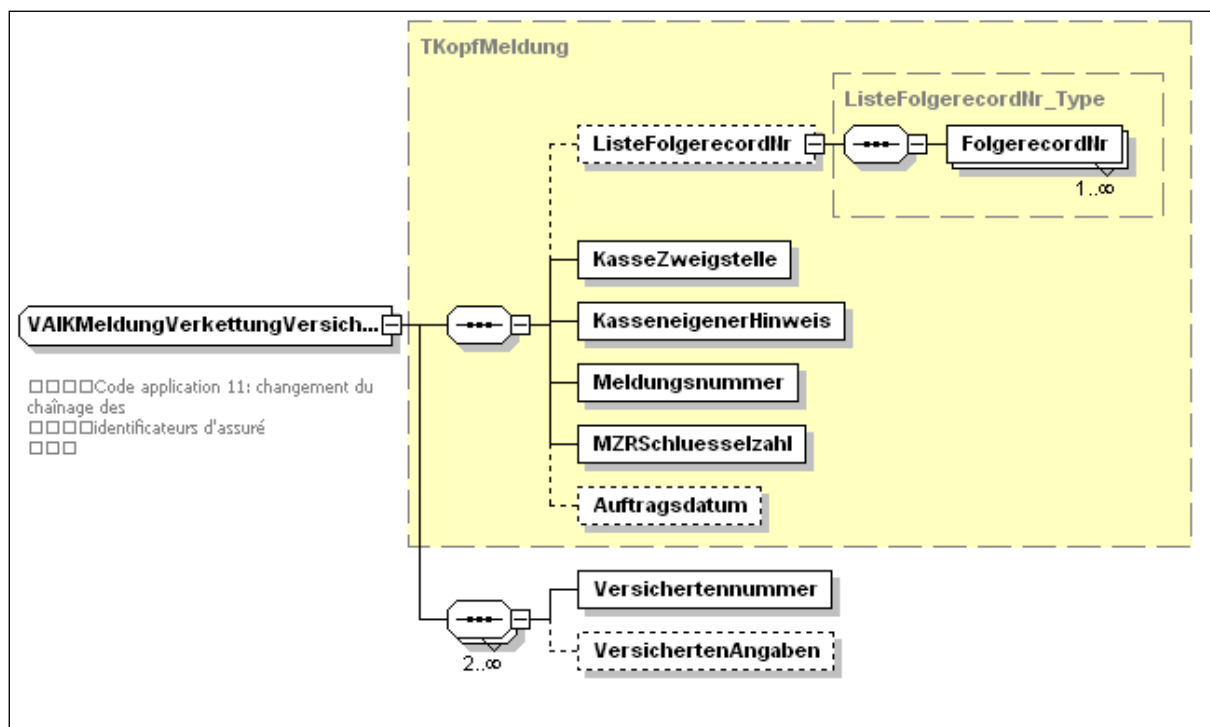 TKopfMeldung
ListeFolgerecordNr_Type
ListeFolgerecordNr
FolgerecordNr
1..∞
KasseZweigstelle
KasseneigenerHinweis
VAIKMeldungVerkettungVersich...
Meldungsnummer
□□□□Code application 11: changement du
chaînage des
□□□□identificateurs d'assuré
□□□
MZRSchluesselzahl
Auftragsdatum
Versichertennummer
VersichertenAngaben
2..∞